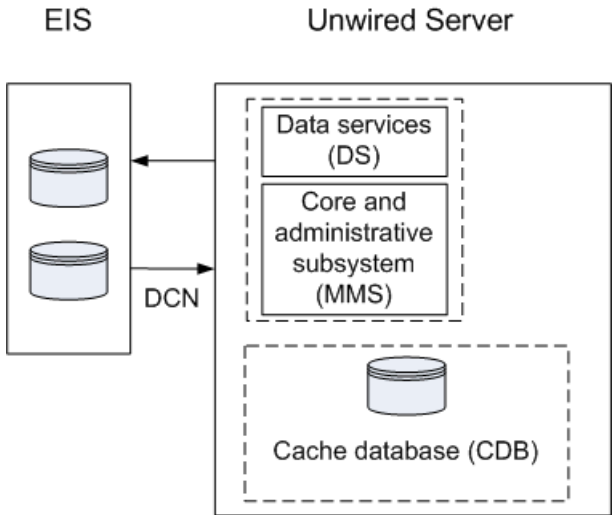 EIS
Unwired Server
Data services
(DS)
Core and
administrative
subsystem
(MMS)
DCN
Cache database (CDB)